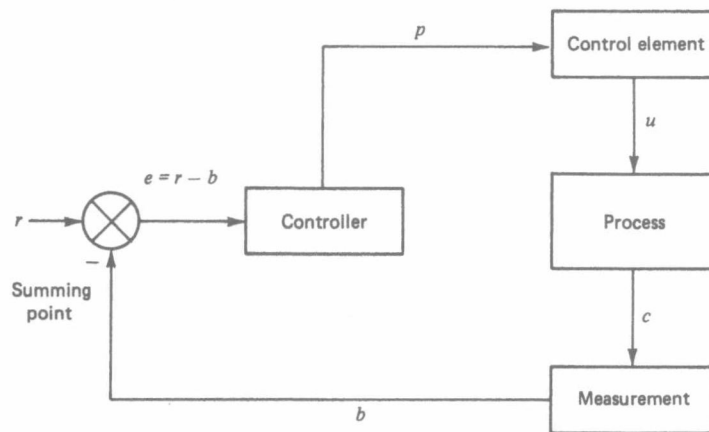 p
Control element
u
e = r − b
r
Controller
Process
−
Summing
point
c
Measurement
b